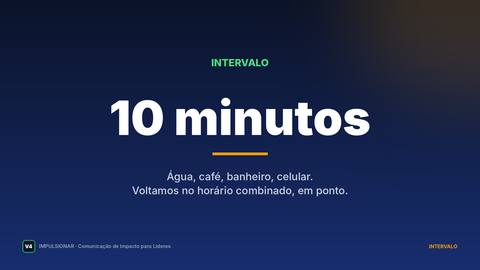 INTERVALO
10 minutos
Água, café, banheiro, celular.
Voltamos no horário combinado, em ponto.
V4 IMPULSIONAR · Comunicação de Impacto para Líderes
INTERVALO